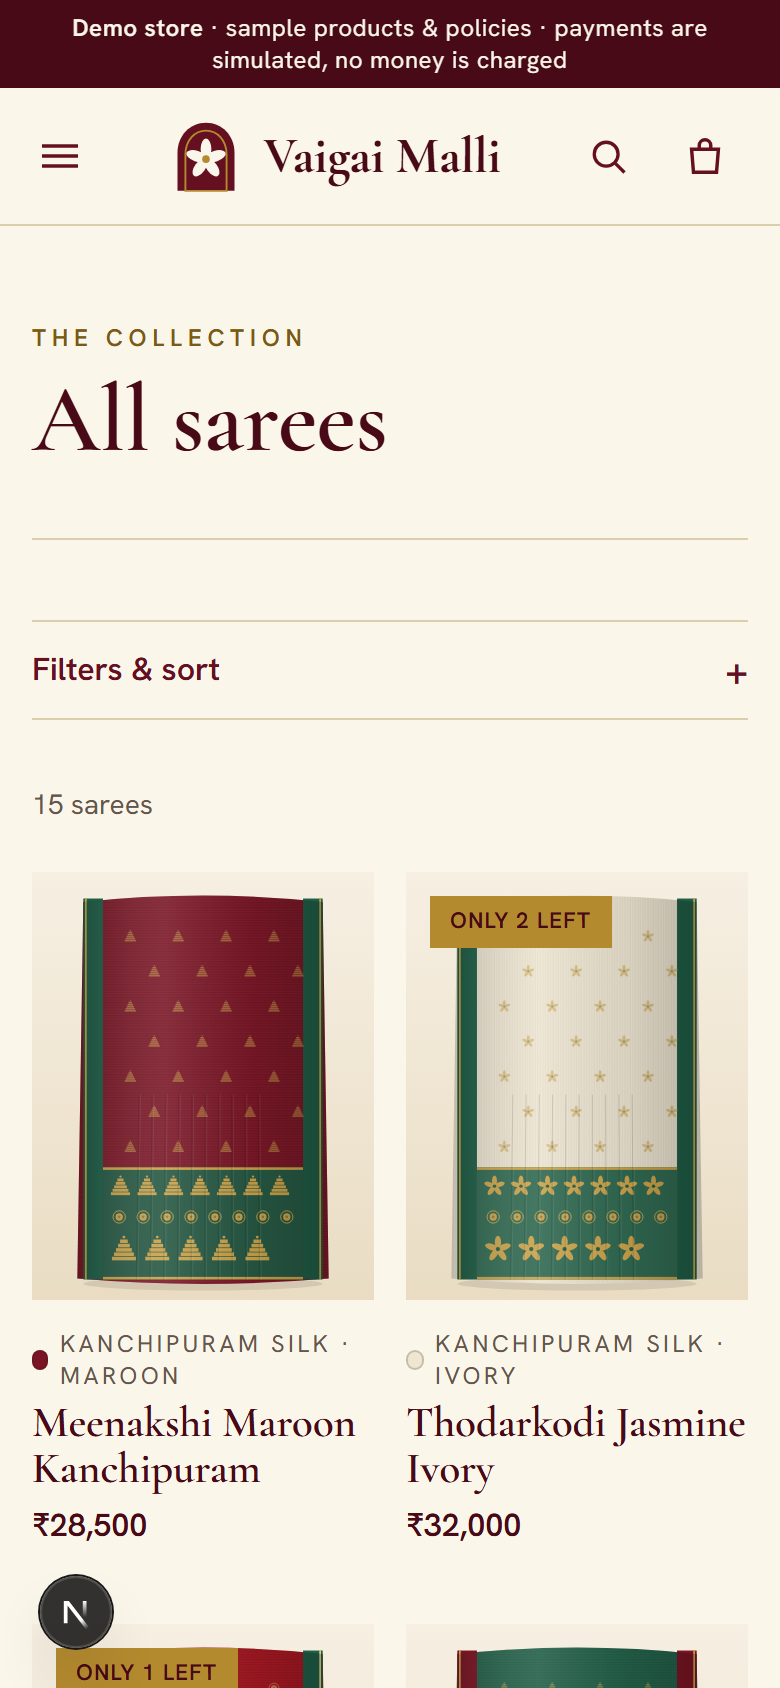 Demo store · sample products & policies · payments are
simulated, no money is charged
Vaigai Malli
THE COLLECTION
All sarees
Filters & sort +
15 sarees
ONLY 2 LEFT
KANCHIPURAM SILK ·
MAROON
Meenakshi Maroon
Kanchipuram
₹28,500
KANCHIPURAM SILK ·
IVORY
Thodarkodi Jasmine
Ivory
₹32,000
N
ONLY 1 LEFT